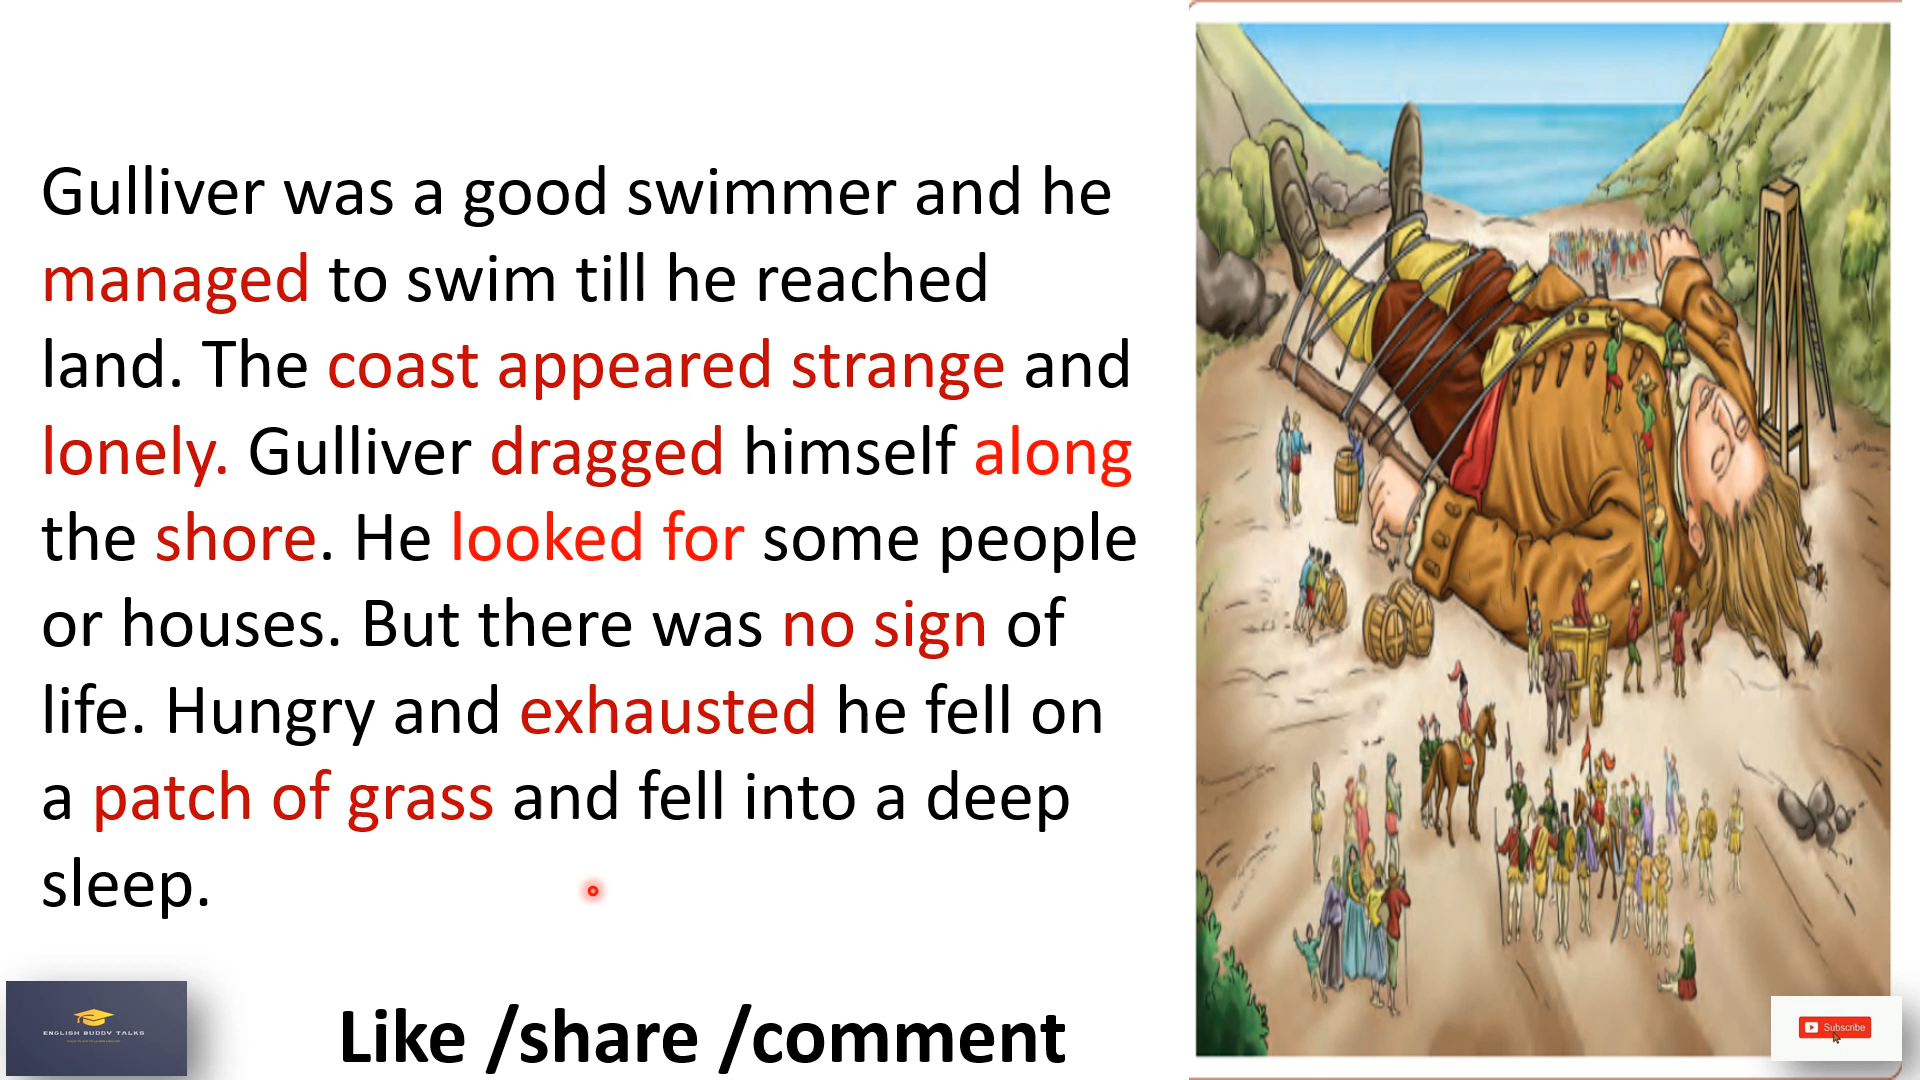 Gulliver was a good swimmer and he
managed to swim till he reached
land. The coast appeared strange and
lonely. Gulliver dragged himself along
the shore. He looked for some people
or houses. But there was no sign of
life. Hungry and exhausted he fell on
a patch of grass and fell into a deep
sleep.
ENGLISH BUDDY TALKS
Like /share /comment
Subscribe